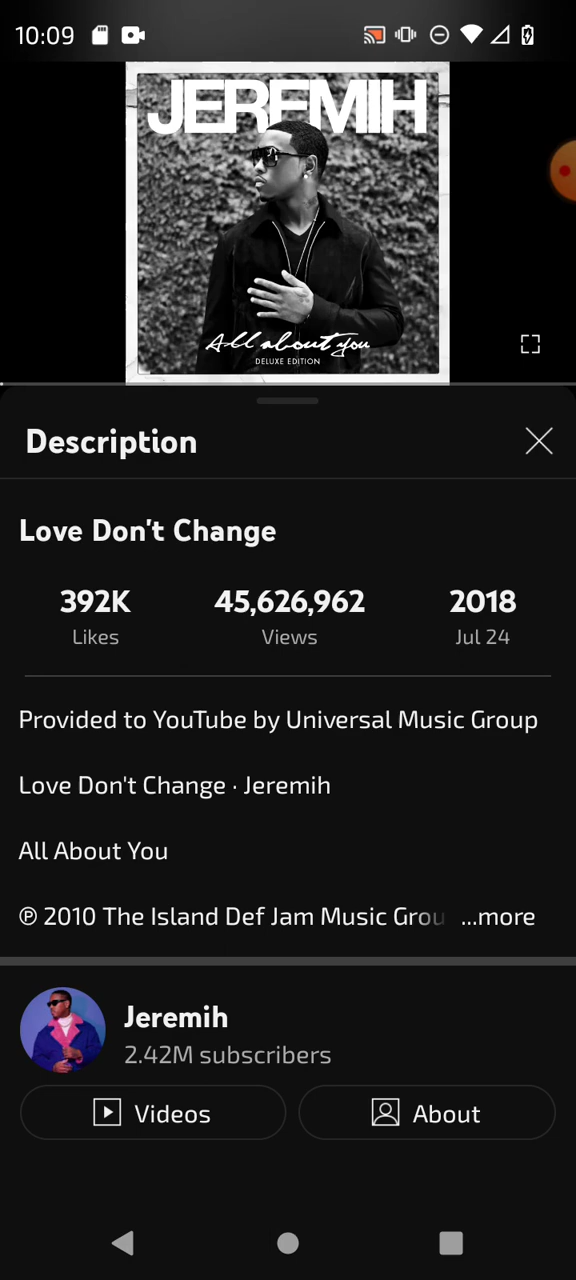 10:09
JEREMIH
All about you
DELUXE EDITION
Description
Love Don't Change
392K 45,626,962 2018
Likes Views Jul 24
Provided to YouTube by Universal Music Group
Love Don't Change · Jeremih
All About You
℗ 2010 The Island Def Jam Music Grou ...more
Jeremih
2.42M subscribers
Videos About